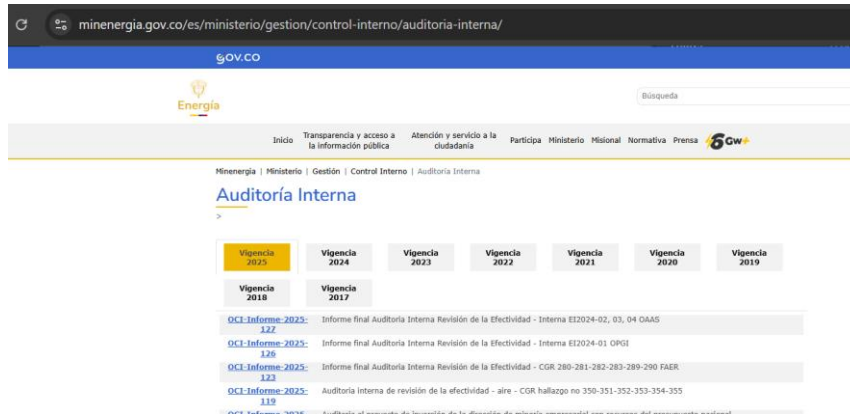 minenergia.gov.co/es/ministerio/gestion/control-interno/auditoria-interna/
GOV.CO
Energía
Búsqueda
Inicio Transparencia y acceso a la información pública Atención y servicio a la ciudadanía Participa Ministerio Misional Normativa Prensa 6GW+
Minenergia | Ministerio | Gestión | Control Interno | Auditoría Interna
Auditoría Interna
>
Vigencia 2025 Vigencia 2024 Vigencia 2023 Vigencia 2022 Vigencia 2021 Vigencia 2020 Vigencia 2019
Vigencia 2018 Vigencia 2017
OCI-Informe-2025-127 Informe final Auditoria Interna Revisión de la Efectividad - Interna EI2024-02, 03, 04 OAAS
OCI-Informe-2025-126 Informe final Auditoria Interna Revisión de la Efectividad - Interna EI2024-01 OPGI
OCI-Informe-2025-123 Informe final Auditoria Interna Revisión de la Efectividad - CGR 280-281-282-283-289-290 FAER
OCI-Informe-2025-119 Auditoria interna de revisión de la efectividad - aire - CGR hallazgo no 350-351-352-353-354-355